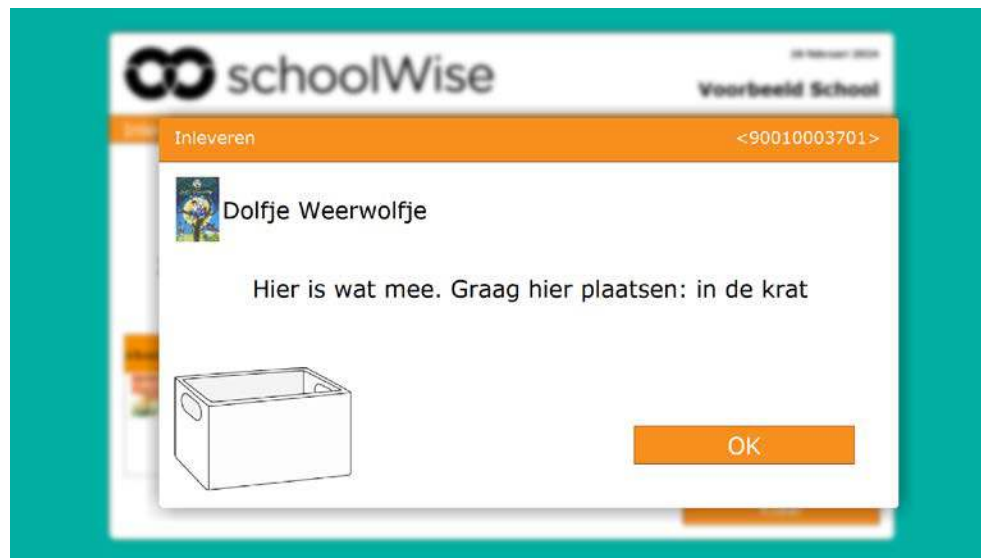 schoolWise
Voorbeeld School
Inleveren
<90010003701>
Dolfje Weerwolfje
Hier is wat mee. Graag hier plaatsen: in de krat
OK